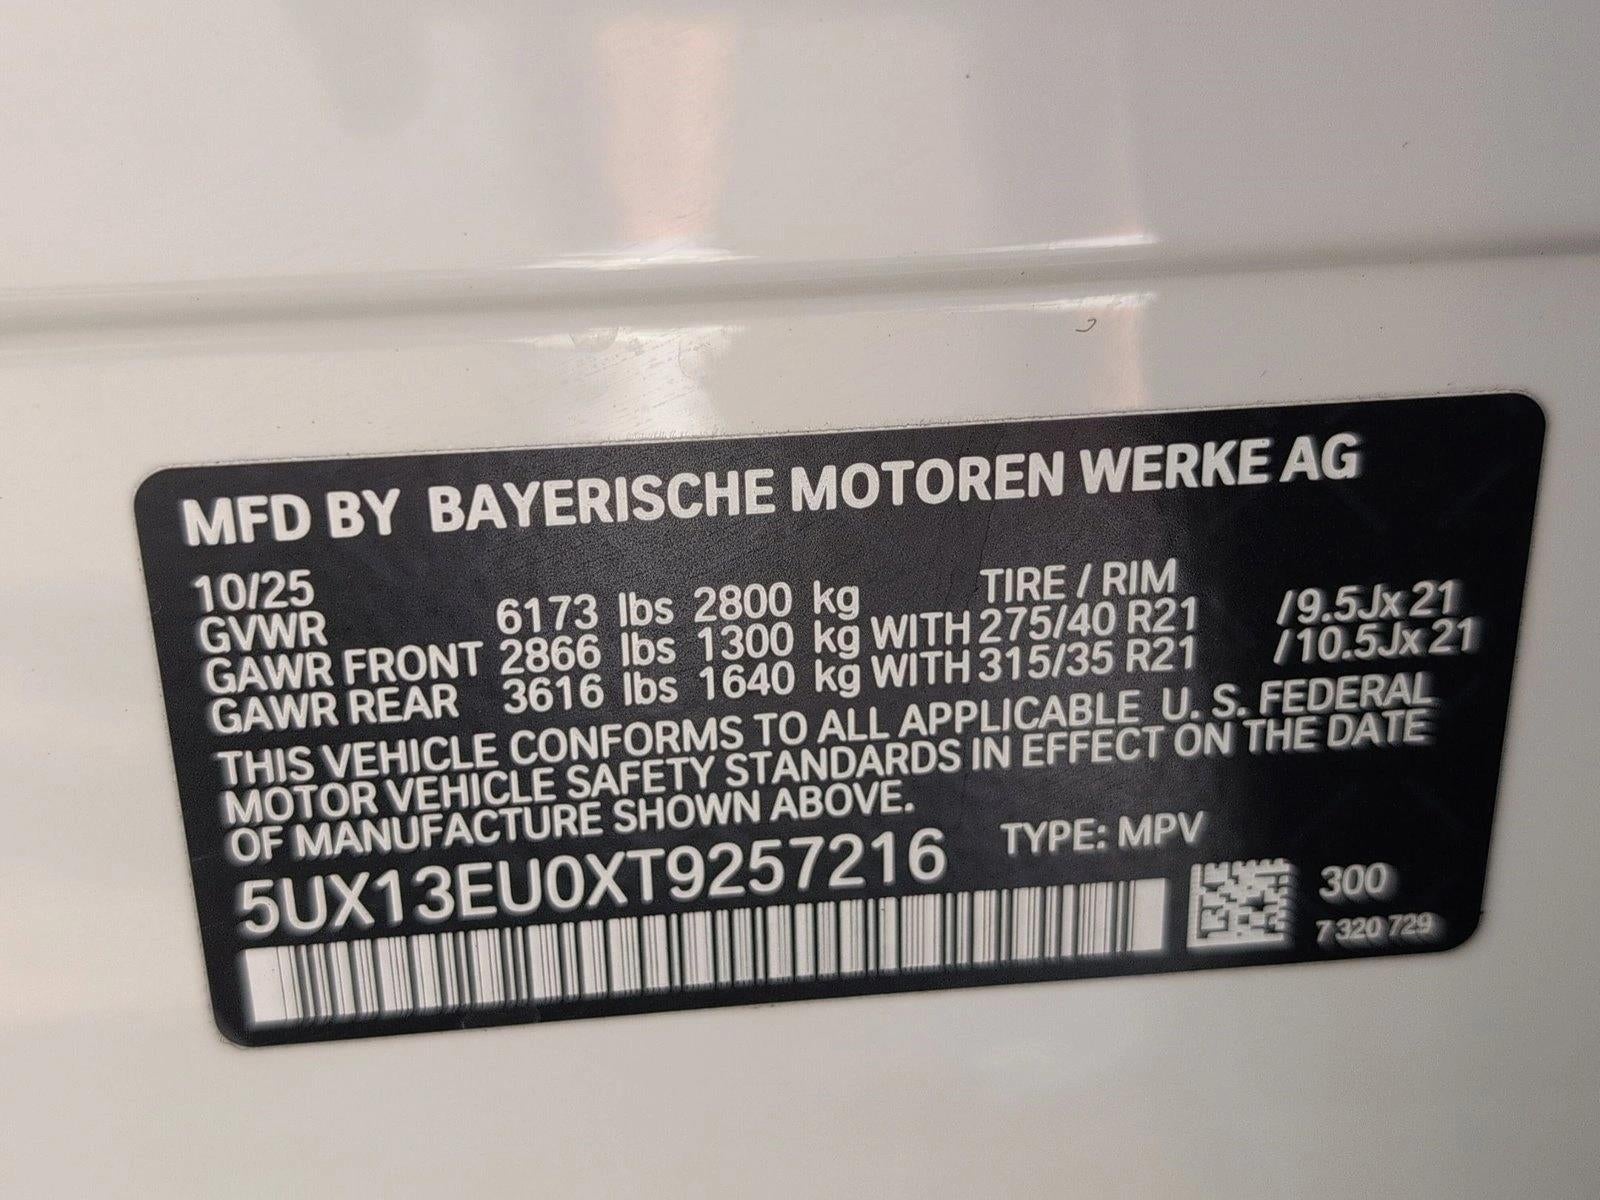 MFD BY BAYERISCHE MOTOREN WERKE AG
10/25 TIRE / RIM
GVWR 6173 lbs 2800 kg
GAWR FRONT 2866 lbs 1300 kg WITH 275/40 R21 /9.5Jx21
GAWR REAR 3616 lbs 1640 kg WITH 315/35 R21 /10.5Jx21
THIS VEHICLE CONFORMS TO ALL APPLICABLE U. S. FEDERAL
MOTOR VEHICLE SAFETY STANDARDS IN EFFECT ON THE DATE
OF MANUFACTURE SHOWN ABOVE.
5UX13EU0XT9257216 TYPE: MPV
300
7 320 729